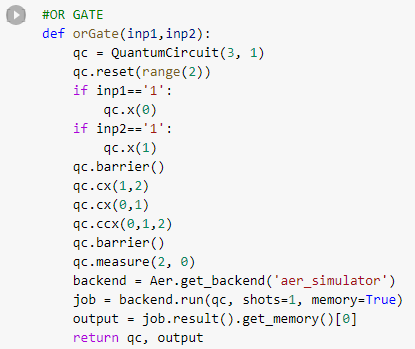 #OR GATE
def orGate(inp1,inp2):
    qc = QuantumCircuit(3, 1)
    qc.reset(range(2))
    if inp1=='1':
        qc.x(0)
    if inp2=='1':
        qc.x(1)
    qc.barrier()
    qc.cx(1,2)
    qc.cx(0,1)
    qc.ccx(0,1,2)
    qc.barrier()
    qc.measure(2, 0)
    backend = Aer.get_backend('aer_simulator')
    job = backend.run(qc, shots=1, memory=True)
    output = job.result().get_memory()[0]
    return qc, output